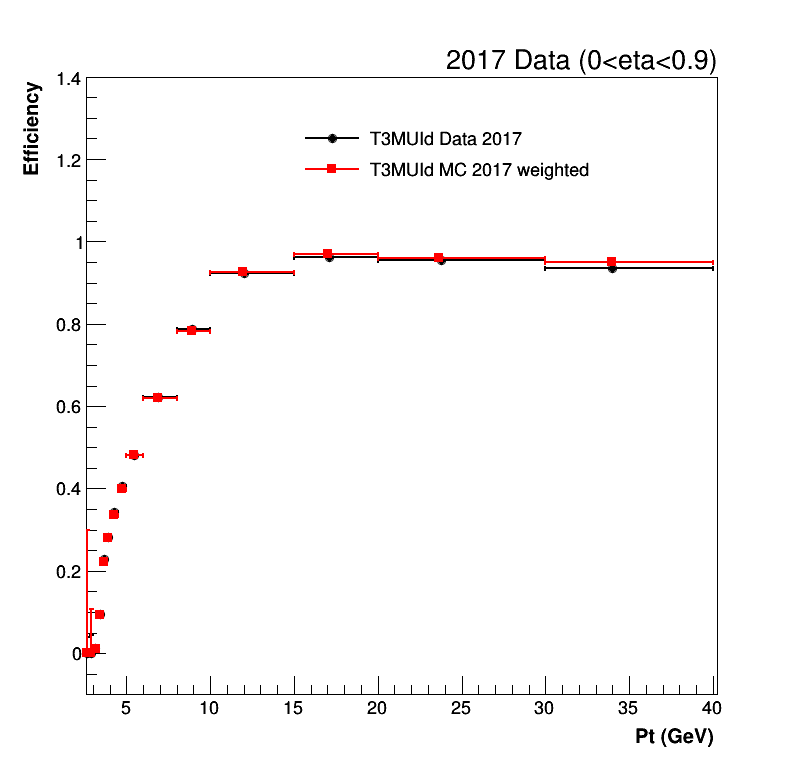 2017 Data (0<eta<0.9)
Efficiency
1.4
1.2
1
0.8
0.6
0.4
0.2
0
T3MUId Data 2017
T3MUId MC 2017 weighted
5 10 15 20 25 30 35 40
Pt (GeV)